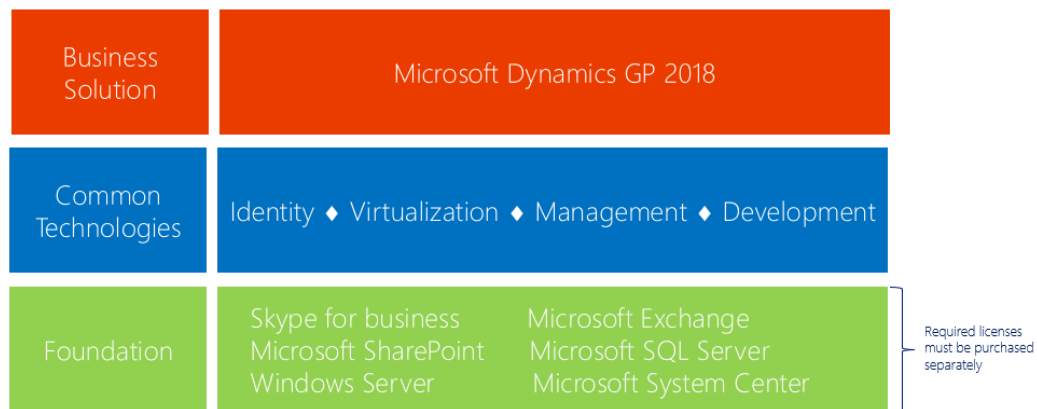 Business
Solution
Microsoft Dynamics GP 2018
Common
Technologies
Identity ♦ Virtualization ♦ Management ♦ Development
Foundation
Skype for business
Microsoft Exchange
Microsoft SharePoint
Microsoft SQL Server
Windows Server
Microsoft System Center
Required licenses
must be purchased
separately